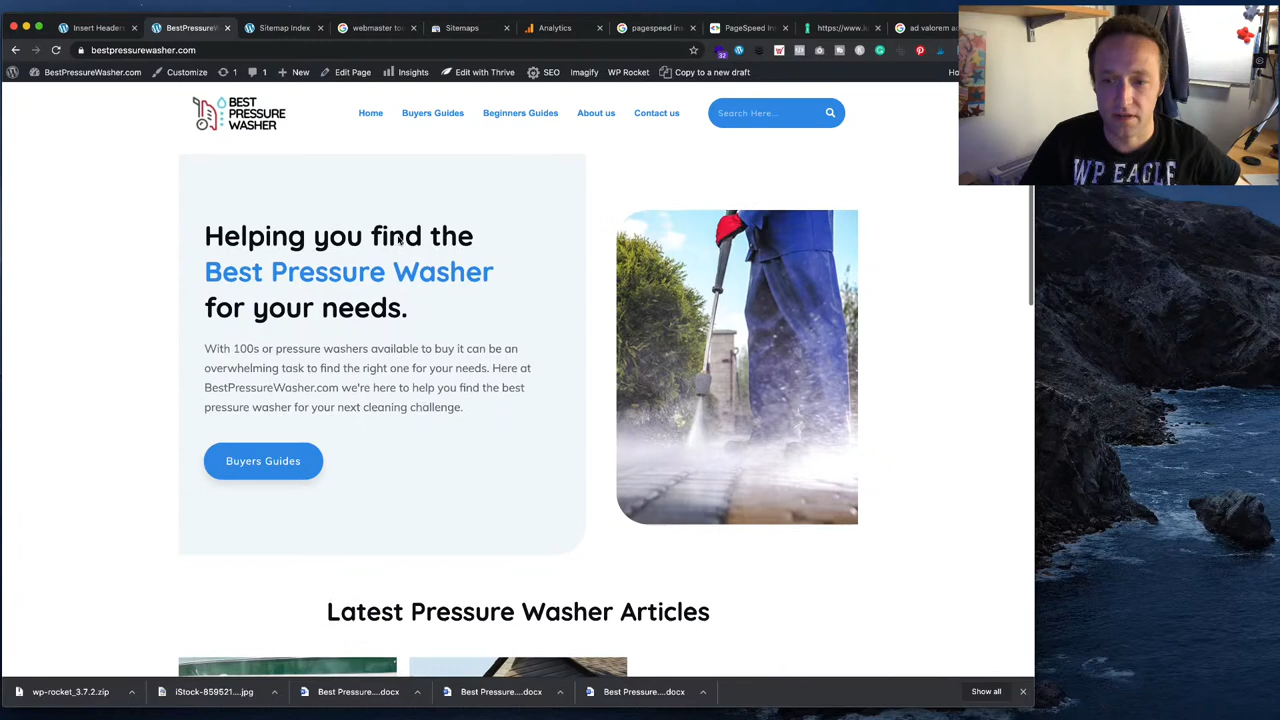 Insert Header
BestPressureW
Sitemap Index
webmaster to
Sitemaps
Analytics
pagespeed in
PageSpeed In
https://www.
ad valorem a
bestpressurewasher.com
32
BestPressureWasher.com
Customize
1
1
New
Edit Page
Insights
Edit with Thrive
SEO
Imagify
WP Rocket
Copy to a new draft
Ho
BEST
PRESSURE
WASHER
Home
Buyers Guides
Beginners Guides
About us
Contact us
Search Here...
WP EAGLE
Helping you find the
Best Pressure Washer
for your needs.
With 100s or pressure washers available to buy it can be an
overwhelming task to find the right one for your needs. Here at
BestPressureWasher.com we're here to help you find the best
pressure washer for your next cleaning challenge.
Buyers Guides
Latest Pressure Washer Articles
wp-rocket_3.7.2.zip
iStock-859521....jpg
Best Pressure....docx
Best Pressure....docx
Best Pressure....docx
Show all